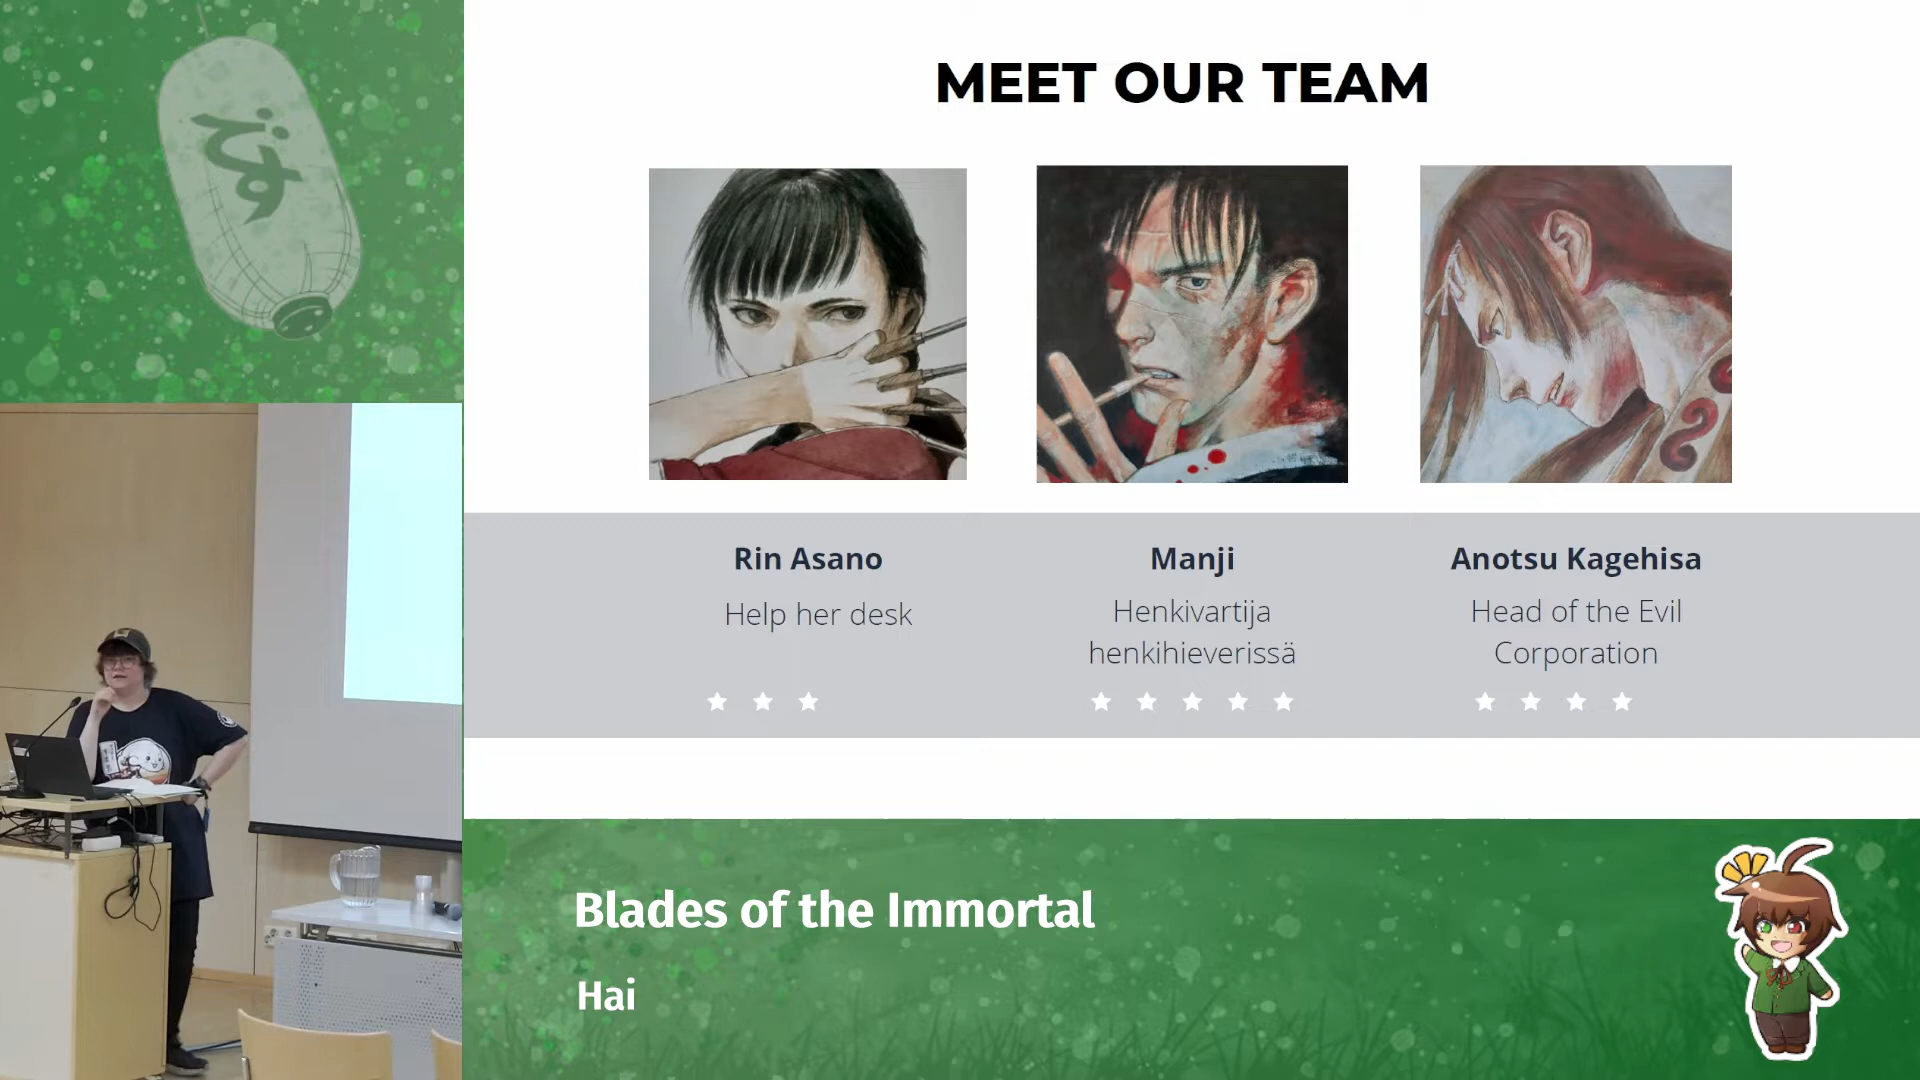 MEET OUR TEAM
Rin Asano
Manji
Anotsu Kagehisa
Help her desk
Henkivartija
henkihieverissä
Head of the Evil
Corporation
Blades of the Immortal
Hai